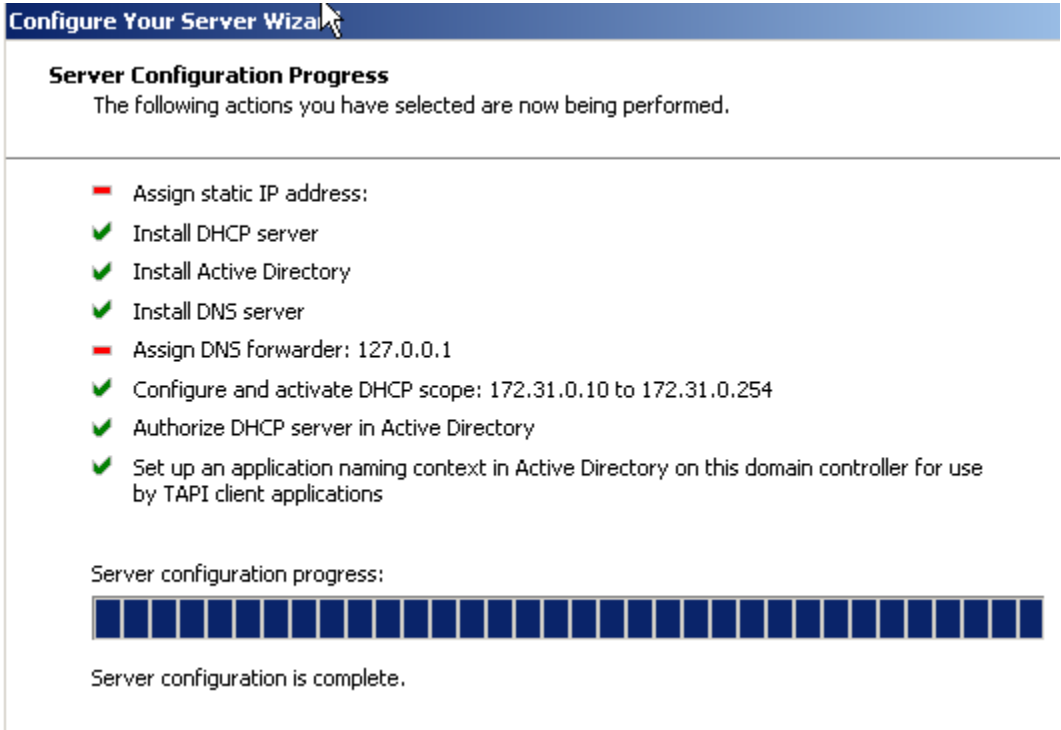 Configure Your Server Wizard
Server Configuration Progress
The following actions you have selected are now being performed.
Assign static IP address:
Install DHCP server
Install Active Directory
Install DNS server
Assign DNS forwarder: 127.0.0.1
Configure and activate DHCP scope: 172.31.0.10 to 172.31.0.254
Authorize DHCP server in Active Directory
Set up an application naming context in Active Directory on this domain controller for use
by TAPI client applications
Server configuration progress:
Server configuration is complete.